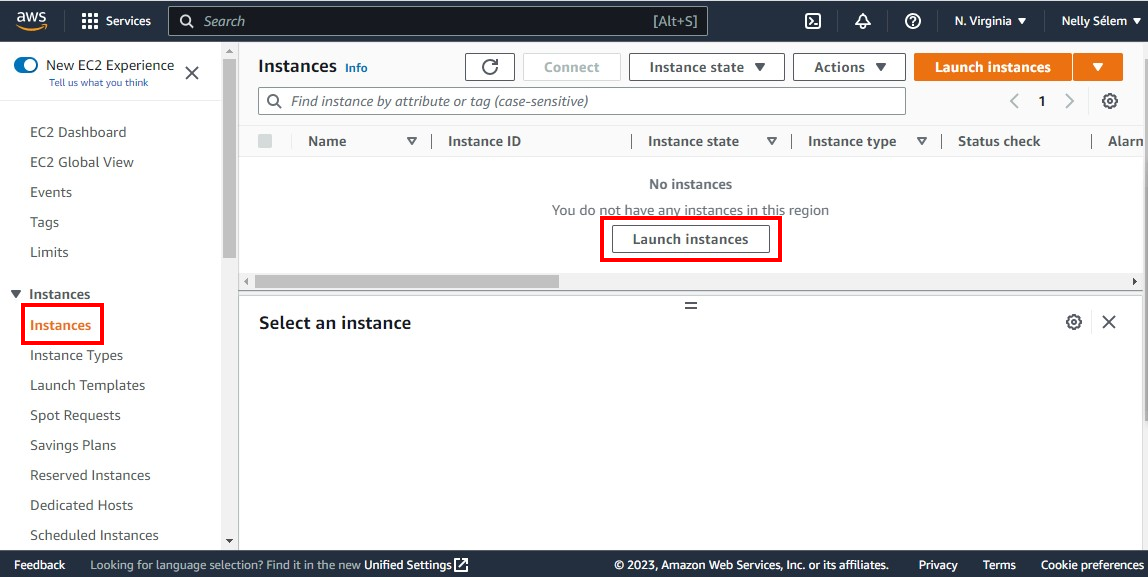 aws Services Search [Alt+S] N. Virginia Nelly Sélem
New EC2 Experience
Tell us what you think
EC2 Dashboard
EC2 Global View
Events
Tags
Limits
Instances
Instances
Instance Types
Launch Templates
Spot Requests
Savings Plans
Reserved Instances
Dedicated Hosts
Scheduled Instances
Instances Info Connect Instance state Actions Launch instances
Find instance by attribute or tag (case-sensitive) 1
Name Instance ID Instance state Instance type Status check Alarm
No instances
You do not have any instances in this region
Launch instances
Select an instance
Feedback Looking for language selection? Find it in the new Unified Settings © 2023, Amazon Web Services, Inc. or its affiliates. Privacy Terms Cookie preferences